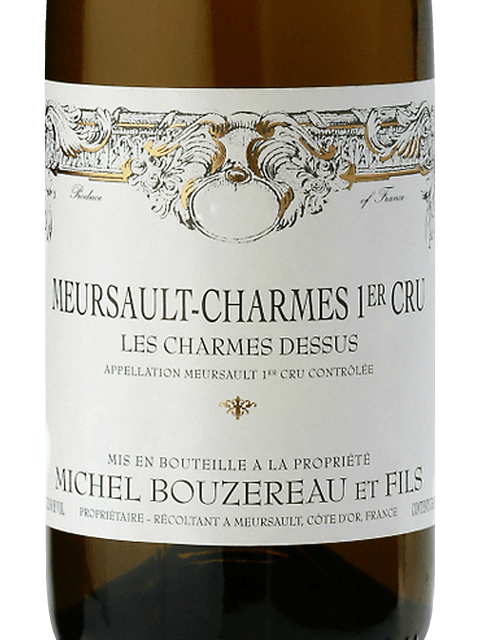 Produce of France
MEURSAULT-CHARMES 1ER CRU
LES CHARMES DESSUS
APPELLATION MEURSAULT 1ER CRU CONTRÔLÉE
MIS EN BOUTEILLE A LA PROPRIÉTÉ
MICHEL BOUZEREAU ET FILS
PROPRIÉTAIRE - RÉCOLTANT A MEURSAULT, CÔTE D'OR, FRANCE